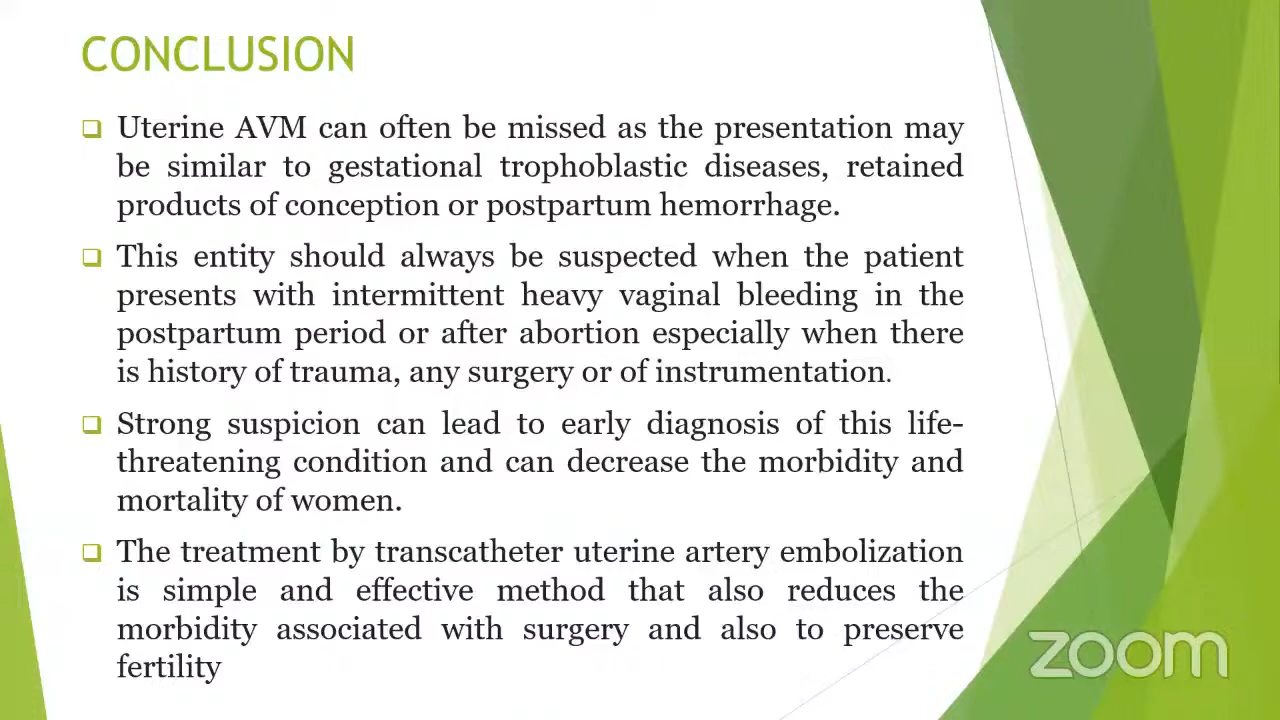 CONCLUSION
❑ Uterine AVM can often be missed as the presentation may
be similar to gestational trophoblastic diseases, retained
products of conception or postpartum hemorrhage.
❑ This entity should always be suspected when the patient
presents with intermittent heavy vaginal bleeding in the
postpartum period or after abortion especially when there
is history of trauma, any surgery or of instrumentation.
❑ Strong suspicion can lead to early diagnosis of this life-
threatening condition and can decrease the morbidity and
mortality of women.
❑ The treatment by transcatheter uterine artery embolization
is simple and effective method that also reduces the
morbidity associated with surgery and also to preserve
fertility
zoom